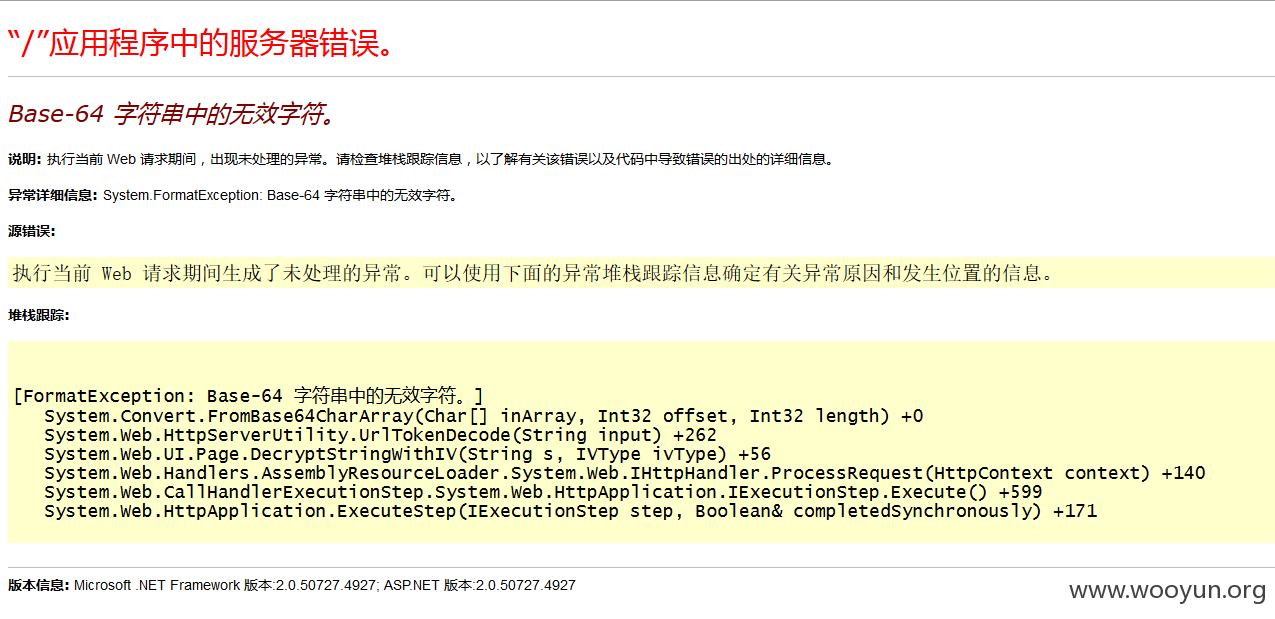 “/”应用程序中的服务器错误。
Base-64 字符串中的无效字符。
说明: 执行当前 Web 请求期间，出现未处理的异常。请检查堆栈跟踪信息，以了解有关该错误以及代码中导致错误的出处的详细信息。
异常详细信息: System.FormatException: Base-64 字符串中的无效字符。
源错误:
执行当前 Web 请求期间生成了未处理的异常。可以使用下面的异常堆栈跟踪信息确定有关异常原因和发生位置的信息。
堆栈跟踪:
[FormatException: Base-64 字符串中的无效字符。]
System.Convert.FromBase64CharArray(Char[] inArray, Int32 offset, Int32 length) +0
System.Web.HttpServerUtility.UrlTokenDecode(String input) +262
System.Web.UI.Page.DecryptStringWithIV(String s, IVType ivType) +56
System.Web.Handlers.AssemblyResourceLoader.System.Web.IHttpHandler.ProcessRequest(HttpContext context) +140
System.Web.CallHandlerExecutionStep.System.Web.HttpApplication.IExecutionStep.Execute() +599
System.Web.HttpApplication.ExecuteStep(IExecutionStep step, Boolean& completedSynchronously) +171
版本信息: Microsoft .NET Framework 版本:2.0.50727.4927; ASP.NET 版本:2.0.50727.4927
www.wooyun.org